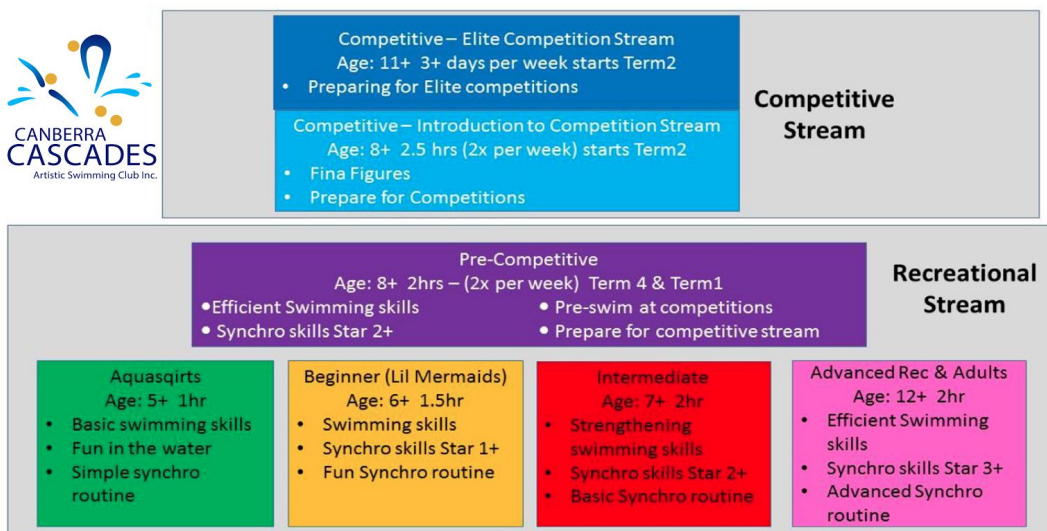 CANBERRA
CASCADES
Artistic Swimming Club Inc.
Competitive – Elite Competition Stream
Age: 11+ 3+ days per week starts Term2
• Preparing for Elite competitions
Competitive – Introduction to Competition Stream
Age: 8+ 2.5 hrs (2x per week) starts Term2
• Fina Figures
• Prepare for Competitions
Competitive
Stream
Pre-Competitive
Age: 8+ 2hrs – (2x per week) Term 4 & Term1
•Efficient Swimming skills
• Synchro skills Star 2+
• Pre-swim at competitions
• Prepare for competitive stream
Recreational
Stream
Aquasqirts
Age: 5+ 1hr
• Basic swimming skills
• Fun in the water
• Simple synchro
routine
Beginner (Lil Mermaids)
Age: 6+ 1.5hr
• Swimming skills
• Synchro skills Star 1+
• Fun Synchro routine
Intermediate
Age: 7+ 2hr
• Strengthening
swimming skills
• Synchro skills Star 2+
• Basic Synchro routine
Advanced Rec & Adults
Age: 12+ 2hr
• Efficient Swimming
skills
• Synchro skills Star 3+
• Advanced Synchro
routine